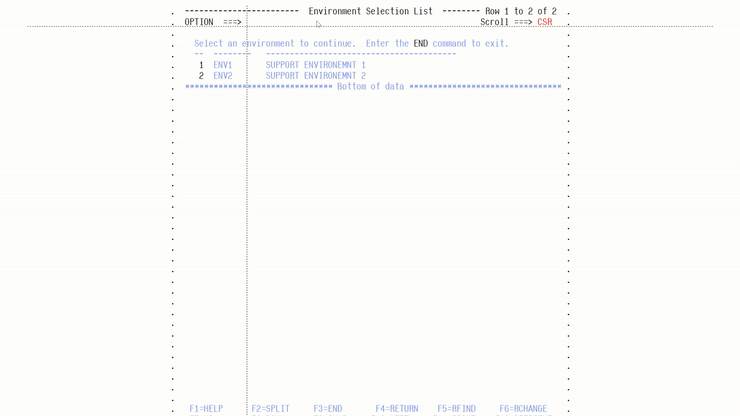 ------------------------ Environment Selection List -------- Row 1 to 2 of 2
OPTION ===> Scroll ===> CSR
Select an environment to continue. Enter the END command to exit.
-- -------- ----------------------------------------
1 ENV1 SUPPORT ENVIRONEMNT 1
2 ENV2 SUPPORT ENVIRONEMNT 2
******************************* Bottom of data ********************************
F1=HELP F2=SPLIT F3=END F4=RETURN F5=RFIND F6=RCHANGE